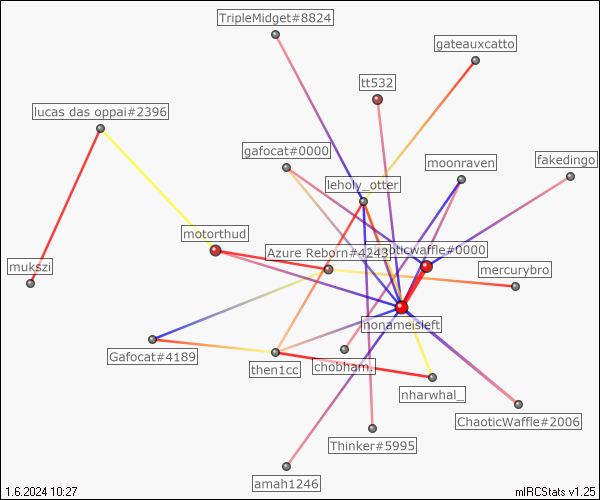 TripleMidget#8824
gateauxcatto
tt532
lucas das oppai#2396
gafocat#0000
moonraven
fakedingo
leholy_otter
motorthud
Azure Reborn#4243
oticwaffle#0000
mukszi
mercurybro
nonameisleft
Gafocat#4189
then1cc
chobham_
nharwhal_
ChaoticWaffle#2006
Thinker#5995
amah1246
1.6.2024 10:27
mIRCStats v1.25